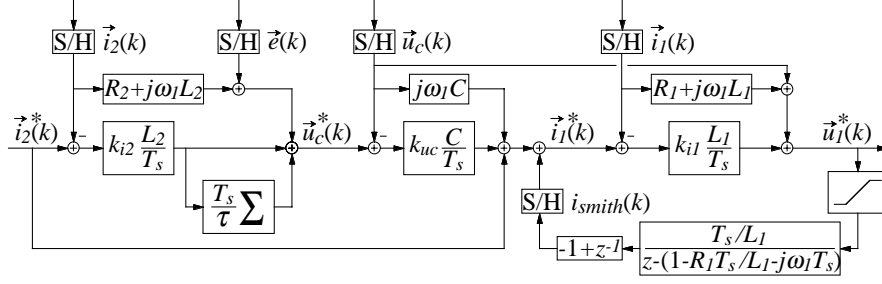 S/H i⃗₂(k) S/H e⃗(k) S/H u⃗c(k) S/H i⃗₁(k)
R₂+jω₁L₂ jω₁C R₁+jω₁L₁
i⃗₂*(k) - kᵢ₂ L₂/Tₛ u⃗c*(k) - kᵤc C/Tₛ i⃗₁*(k) - kᵢ₁ L₁/Tₛ u⃗₁*(k)
Tₛ/τ Σ S/H i_smith(k)
-1+z⁻¹ Tₛ/L₁
z-(1-R₁Tₛ/L₁-jω₁Tₛ)